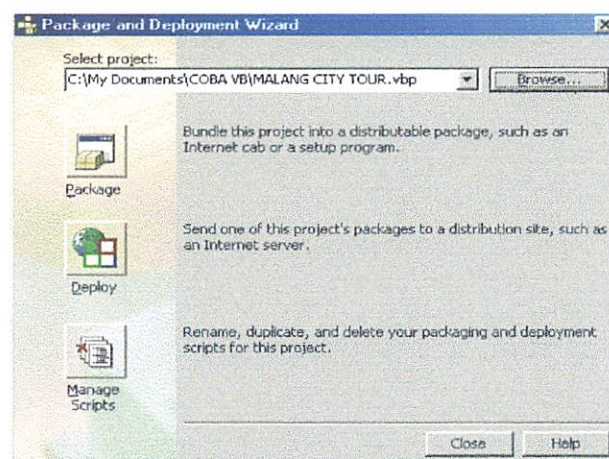 Package and Deployment Wizard
Select project:
C:\My Documents\COBA VB\MALANG CITY TOUR.vbp
Browse...
Bundle this project into a distributable package, such as an
Internet cab or a setup program.
Package
Send one of this project's packages to a distribution site, such as
an Internet server.
Deploy
Rename, duplicate, and delete your packaging and deployment
scripts for this project.
Manage
Scripts
Close
Help